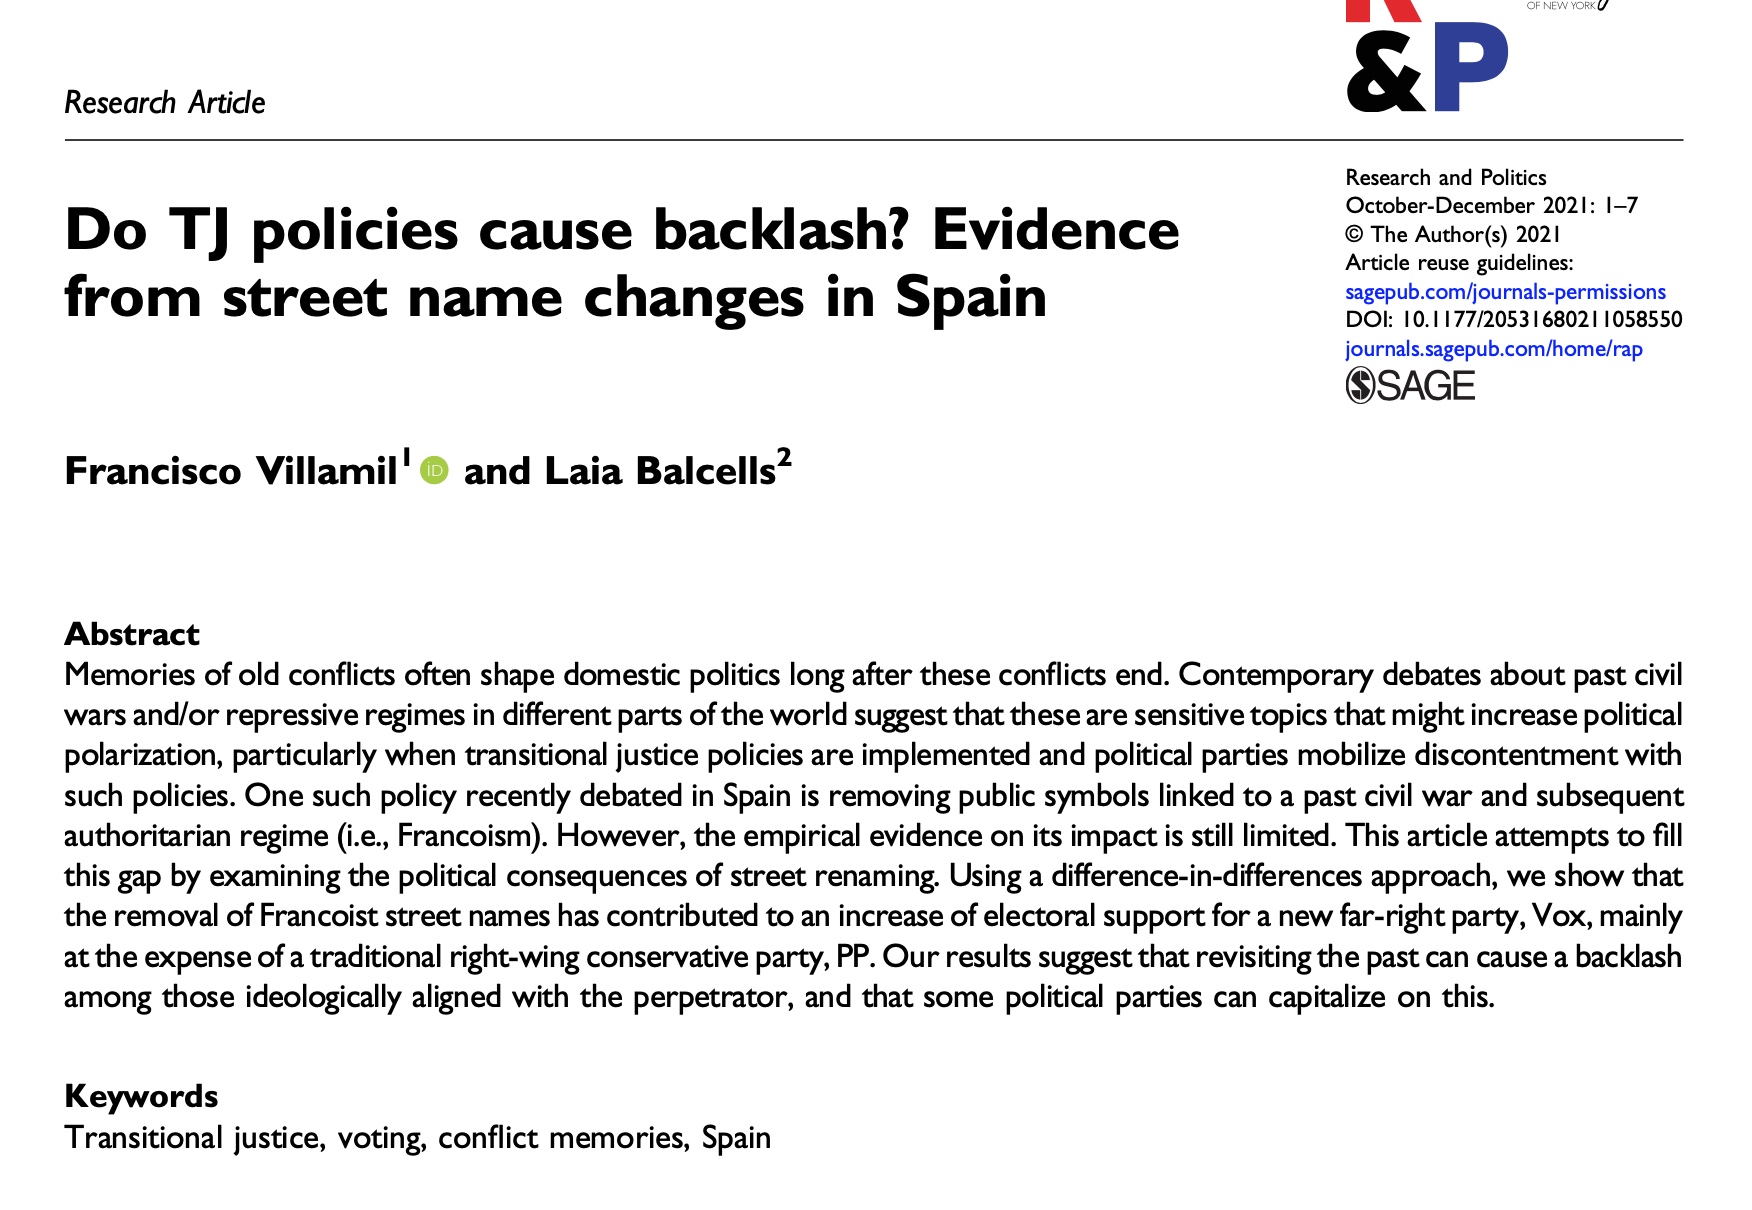 OF NEW YORK
R
&P
Research Article
Research and Politics
October-December 2021: 1–7
© The Author(s) 2021
Article reuse guidelines:
sagepub.com/journals-permissions
DOI: 10.1177/20531680211058550
journals.sagepub.com/home/rap
SAGE
Do TJ policies cause backlash? Evidence
from street name changes in Spain
Francisco Villamil1 iD and Laia Balcells2
Abstract
Memories of old conflicts often shape domestic politics long after these conflicts end. Contemporary debates about past civil
wars and/or repressive regimes in different parts of the world suggest that these are sensitive topics that might increase political
polarization, particularly when transitional justice policies are implemented and political parties mobilize discontentment with
such policies. One such policy recently debated in Spain is removing public symbols linked to a past civil war and subsequent
authoritarian regime (i.e., Francoism). However, the empirical evidence on its impact is still limited. This article attempts to fill
this gap by examining the political consequences of street renaming. Using a difference-in-differences approach, we show that
the removal of Francoist street names has contributed to an increase of electoral support for a new far-right party, Vox, mainly
at the expense of a traditional right-wing conservative party, PP. Our results suggest that revisiting the past can cause a backlash
among those ideologically aligned with the perpetrator, and that some political parties can capitalize on this.
Keywords
Transitional justice, voting, conflict memories, Spain